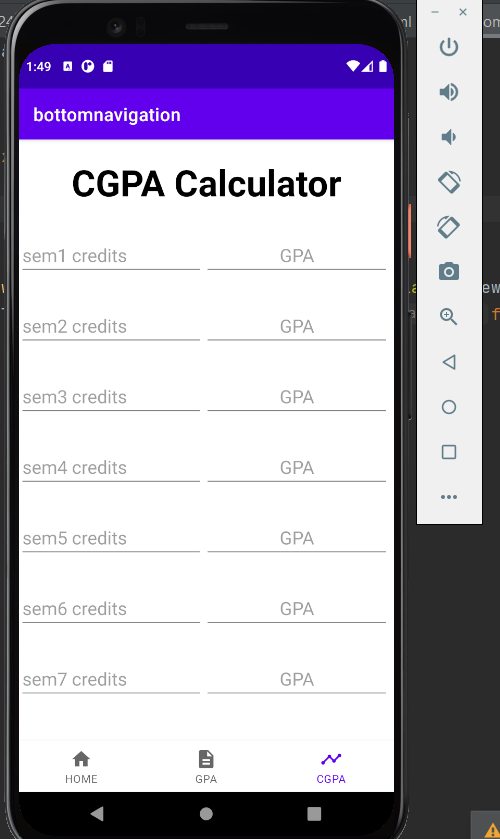 1:49
bottomnavigation
CGPA Calculator
sem1 credits GPA
sem2 credits GPA
sem3 credits GPA
sem4 credits GPA
sem5 credits GPA
sem6 credits GPA
sem7 credits GPA
HOME GPA CGPA